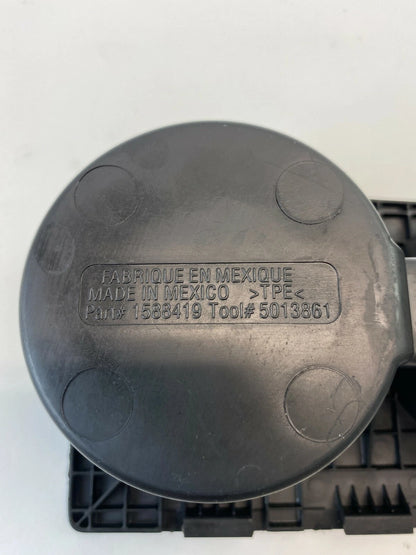 FABRIQUE EN MEXIQUE
MADE IN MEXICO >TPE<
Part# 1588419 Tool# 5013861